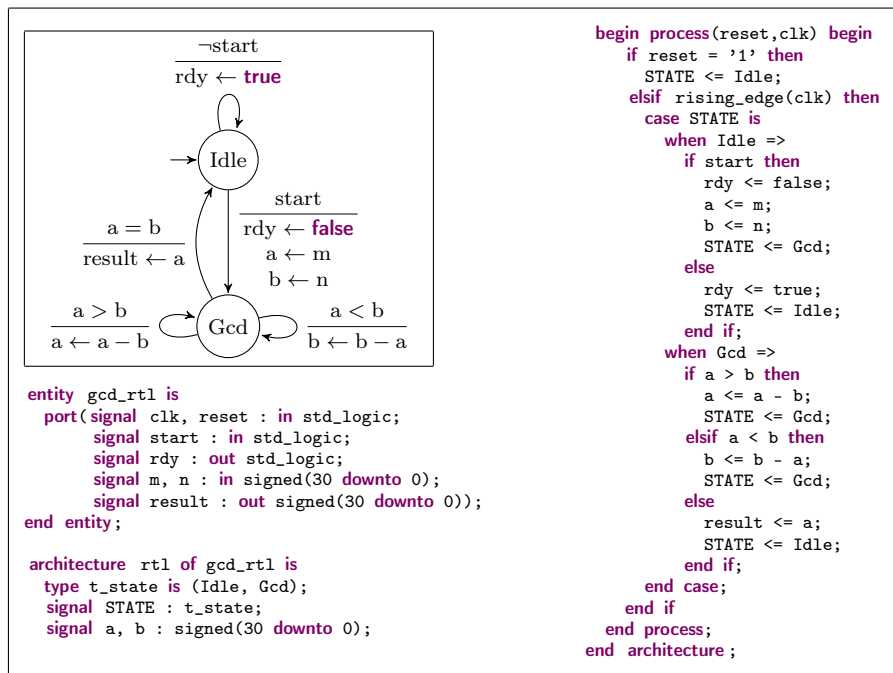 ¬start
rdy ← true
Idle
start
rdy ← false
a ← m
b ← n
a = b
result ← a
a > b
a ← a − b
Gcd
a < b
b ← b − a
entity gcd_rtl is
port(signal clk, reset : in std_logic;
signal start : in std_logic;
signal rdy : out std_logic;
signal m, n : in signed(30 downto 0);
signal result : out signed(30 downto 0));
end entity;
architecture rtl of gcd_rtl is
type t_state is (Idle, Gcd);
signal STATE : t_state;
signal a, b : signed(30 downto 0);
begin process(reset,clk) begin
if reset = '1' then
STATE <= Idle;
elsif rising_edge(clk) then
case STATE is
when Idle =>
if start then
rdy <= false;
a <= m;
b <= n;
STATE <= Gcd;
else
rdy <= true;
STATE <= Idle;
end if;
when Gcd =>
if a > b then
a <= a - b;
STATE <= Gcd;
elsif a < b then
b <= b - a;
STATE <= Gcd;
else
result <= a;
STATE <= Idle;
end if;
end case;
end if
end process;
end architecture;